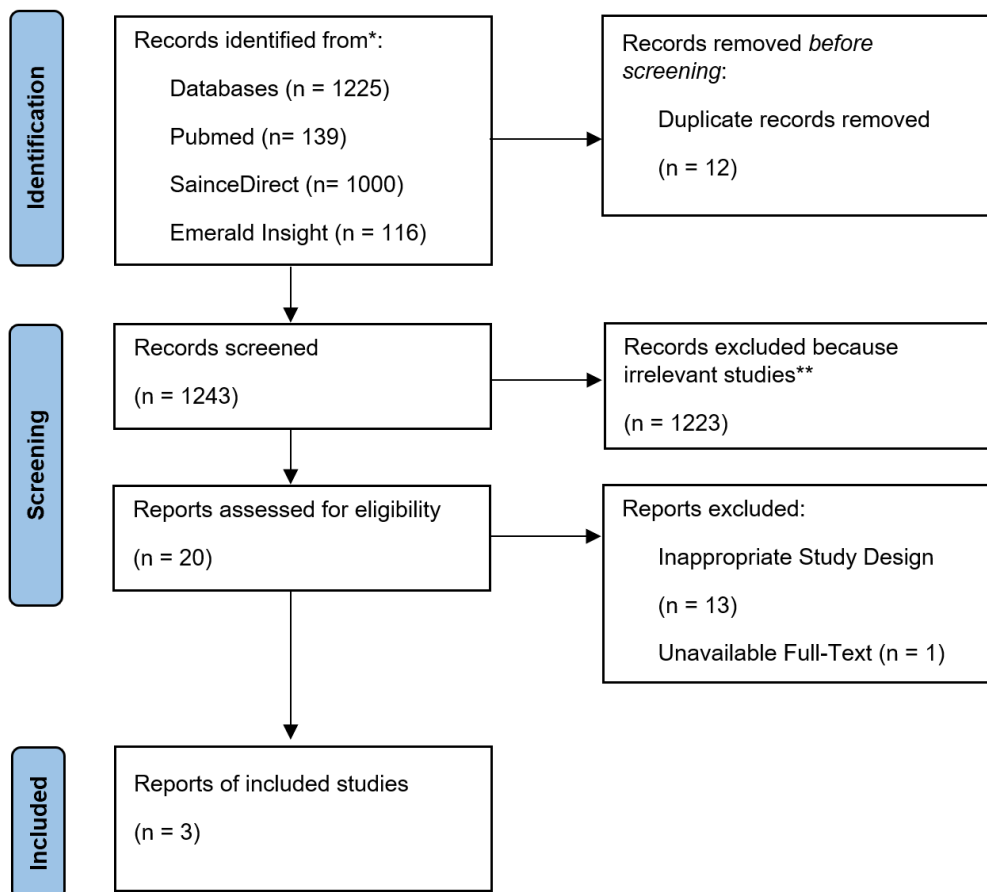 Identification
Records identified from*:
Databases (n = 1225)
Pubmed (n= 139)
SainceDirect (n= 1000)
Emerald Insight (n = 116)
Records removed before
screening:
Duplicate records removed
(n = 12)
Screening
Records screened
(n = 1243)
Records excluded because
irrelevant studies**
(n = 1223)
Reports assessed for eligibility
(n = 20)
Reports excluded:
Inappropriate Study Design
(n = 13)
Unavailable Full-Text (n = 1)
Included
Reports of included studies
(n = 3)